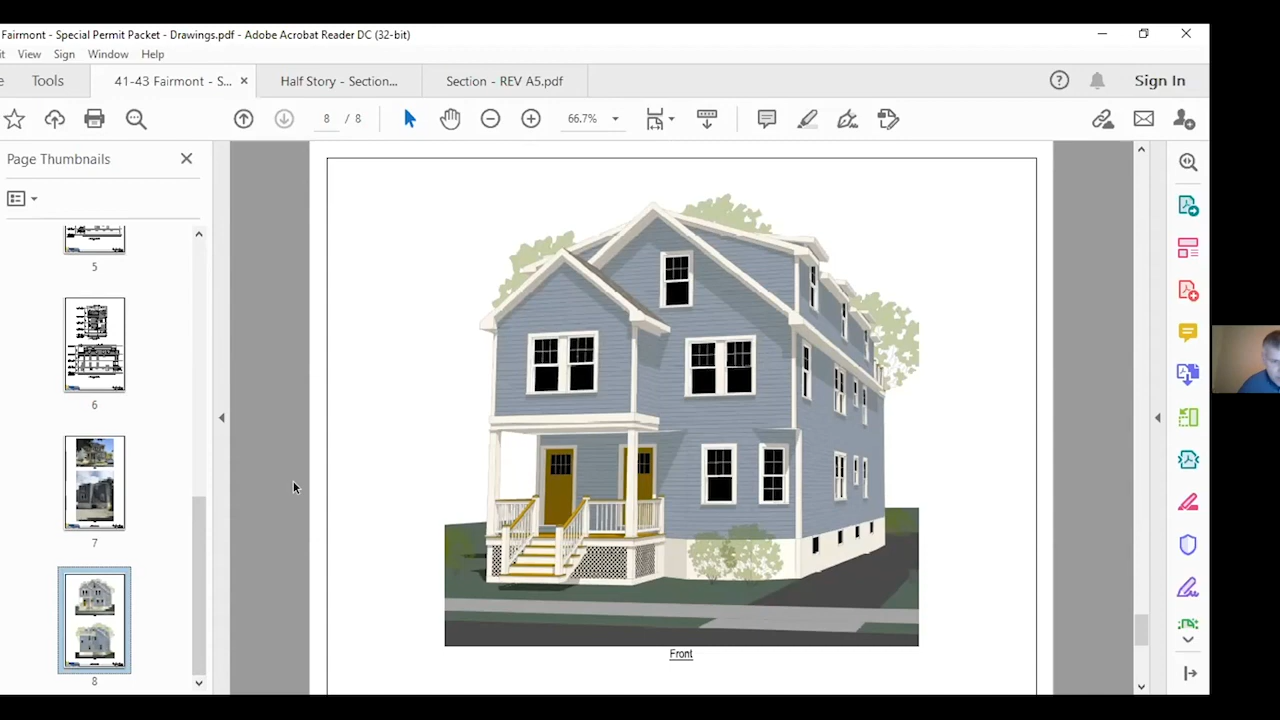 Fairmont - Special Permit Packet - Drawings.pdf - Adobe Acrobat Reader DC (32-bit)
it View Sign Window Help
e Tools 41-43 Fairmont - S... × Half Story - Section... Section - REV A5.pdf Sign In
8 / 8 66.7%
Page Thumbnails
5
6
7
8
Front